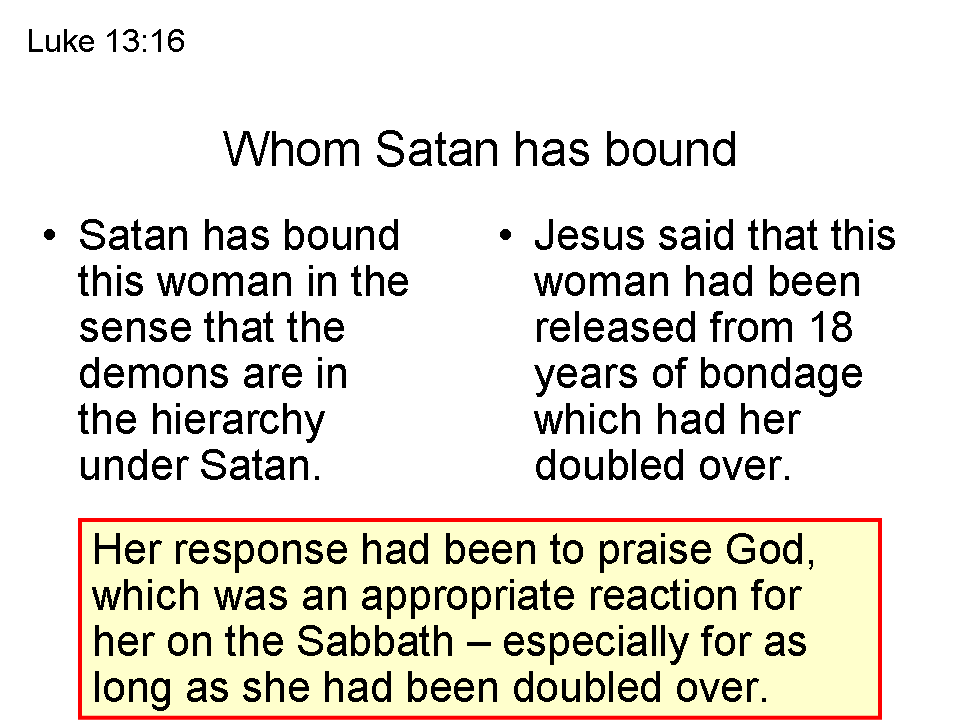 Luke 13:16
Whom Satan has bound
• Satan has bound
this woman in the
sense that the
demons are in
the hierarchy
under Satan.
• Jesus said that this
woman had been
released from 18
years of bondage
which had her
doubled over.
Her response had been to praise God,
which was an appropriate reaction for
her on the Sabbath – especially for as
long as she had been doubled over.